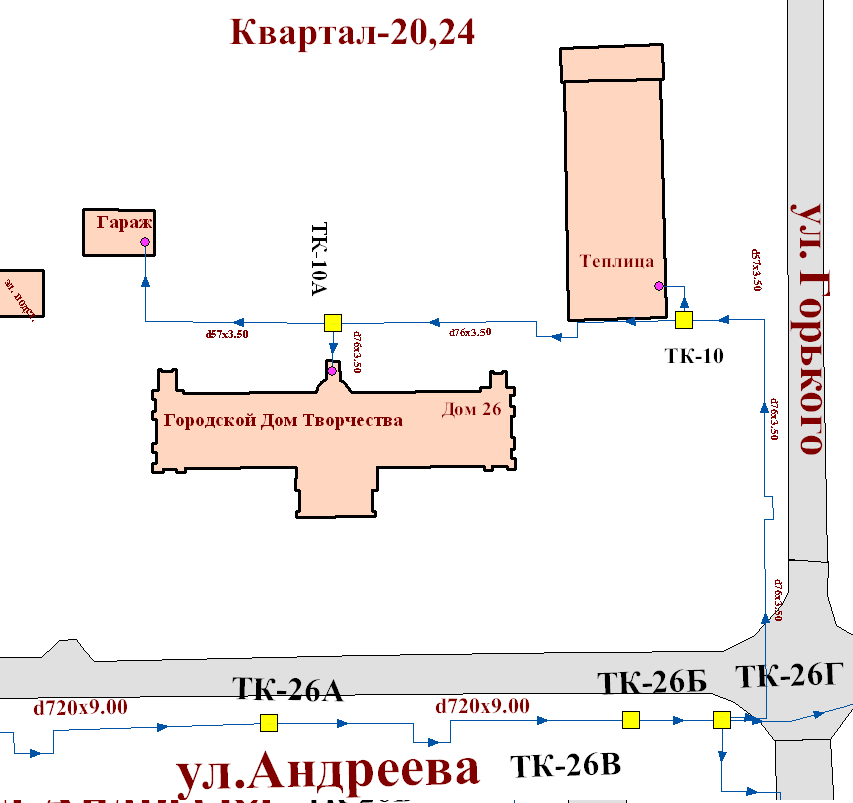 Квартал-20,24
ул. Горького
Гараж
ТК-10А
Теплица
d57x3.50
эл. подст.
d57x3.50
d76x3.50
d76x3.50
ТК-10
Городской Дом Творчества
Дом 26
d76x3.50
d76x3.50
ТК-26А
ТК-26Б
ТК-26Г
d720x9.00
d720x9.00
ул.Андреева
ТК-26В